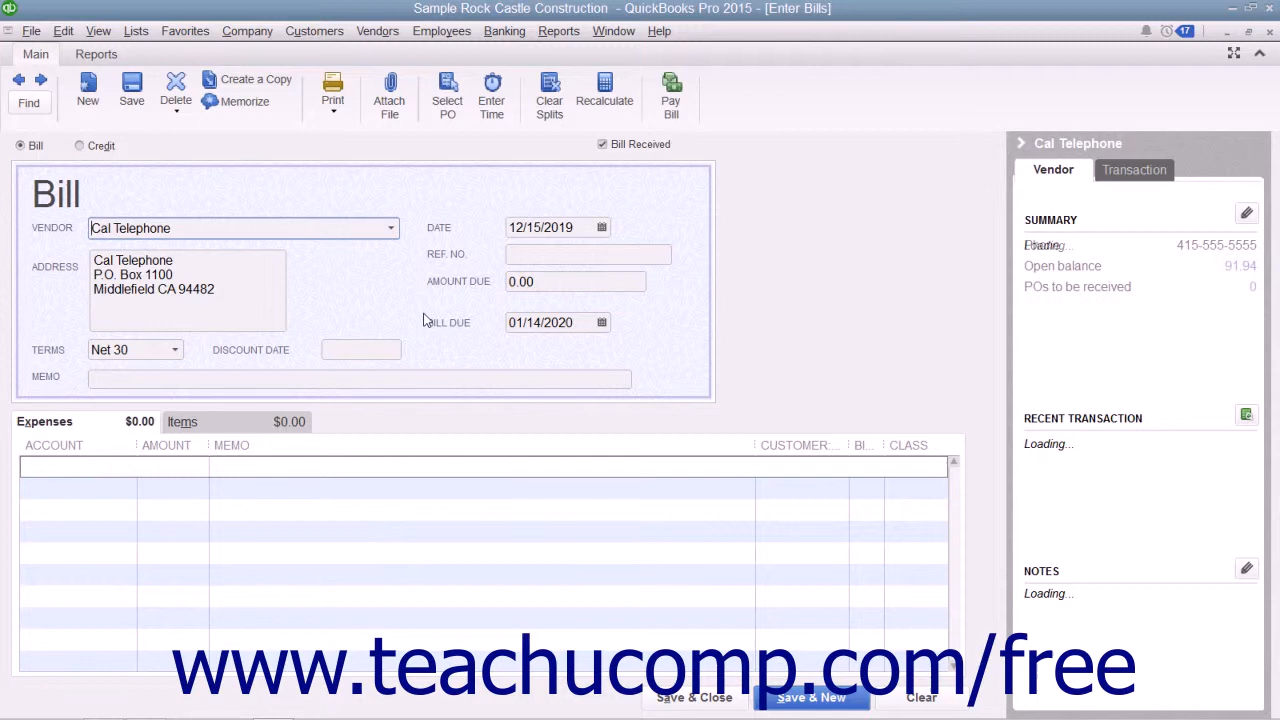 Sample Rock Castle Construction - QuickBooks Pro 2015 - [Enter Bills]
File Edit View Lists Favorites Company Customers Vendors Employees Banking Reports Window Help
17
Main Reports
Find
New
Save
Delete
Create a Copy
Memorize
Print
Attach File
Select PO
Enter Time
Clear Splits
Recalculate
Pay Bill
Bill Credit Bill Received
Bill
VENDOR Cal Telephone
DATE 12/15/2019
ADDRESS
Cal Telephone
P.O. Box 1100
Middlefield CA 94482
REF. NO.
AMOUNT DUE 0.00
BILL DUE 01/14/2020
TERMS Net 30 DISCOUNT DATE
MEMO
Expenses $0.00 Items $0.00
ACCOUNT AMOUNT MEMO CUSTOMER:... BI... CLASS
Save & Close Save & New Clear
Cal Telephone
Vendor Transaction
SUMMARY
415-555-5555
Open balance 91.94
POs to be received 0
RECENT TRANSACTION
Loading...
NOTES
Loading...
www.teachucomp.com/free